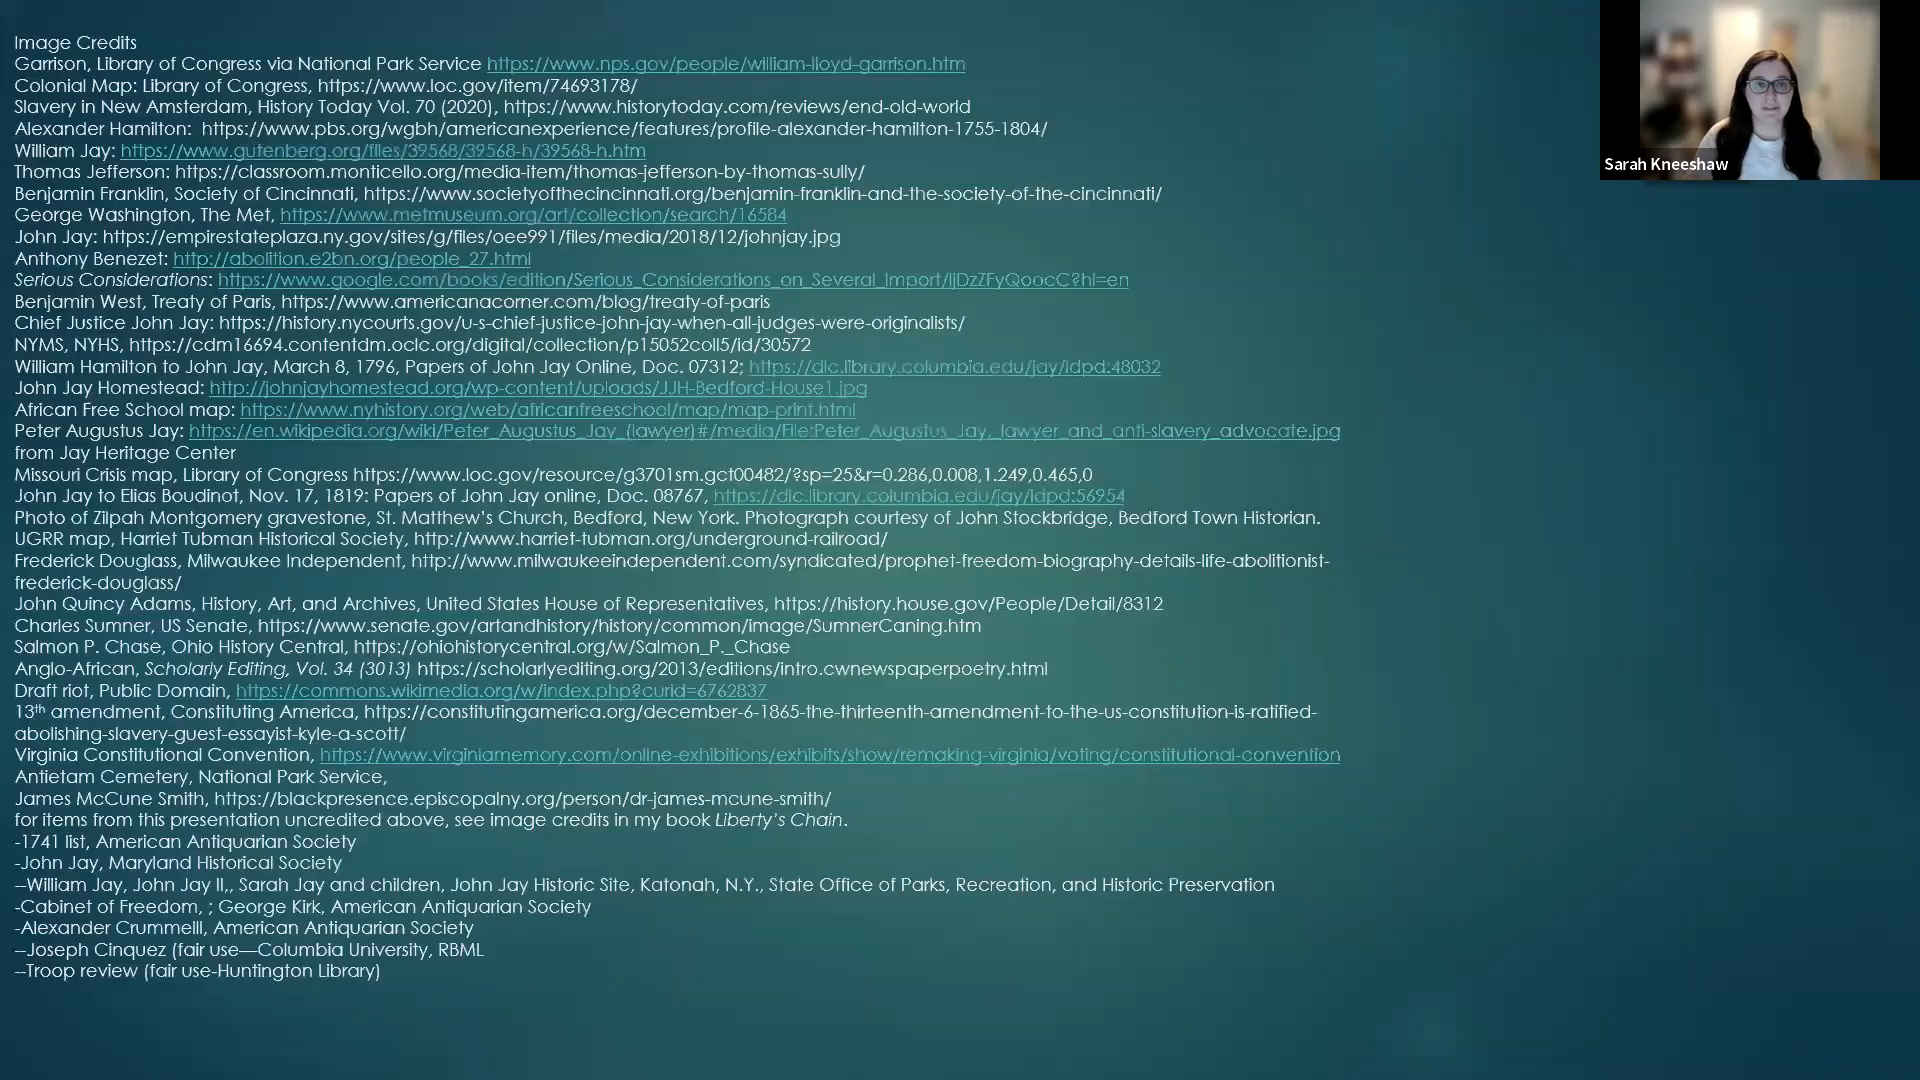 Image Credits
Garrison, Library of Congress via National Park Service https://www.nps.gov/people/william-lloyd-garrison.htm
Colonial Map: Library of Congress, https://www.loc.gov/item/74693178/
Slavery in New Amsterdam, History Today Vol. 70 (2020), https://www.historytoday.com/reviews/end-old-world
Alexander Hamilton:  https://www.pbs.org/wgbh/americanexperience/features/profile-alexander-hamilton-1755-1804/
William Jay: https://www.gutenberg.org/files/39568/39568-h/39568-h.htm
Thomas Jefferson: https://classroom.monticello.org/media-item/thomas-jefferson-by-thomas-sully/
Benjamin Franklin, Society of Cincinnati, https://www.societyofthecincinnati.org/benjamin-franklin-and-the-society-of-the-cincinnati/
George Washington, The Met, https://www.metmuseum.org/art/collection/search/16584
John Jay: https://empirestateplaza.ny.gov/sites/g/files/oee991/files/media/2018/12/johnjay.jpg
Anthony Benezet: http://abolition.e2bn.org/people_27.html
Serious Considerations: https://www.google.com/books/edition/Serious_Considerations_on_Several_Import/IjDzZFyQoocC?hl=en
Benjamin West, Treaty of Paris, https://www.americanacorner.com/blog/treaty-of-paris
Chief Justice John Jay: https://history.nycourts.gov/u-s-chief-justice-john-jay-when-all-judges-were-originalists/
NYMS, NYHS, https://cdm16694.contentdm.oclc.org/digital/collection/p15052coll5/id/30572
William Hamilton to John Jay, March 8, 1796, Papers of John Jay Online, Doc. 07312; https://dlc.library.columbia.edu/jay/ldpd:48032
John Jay Homestead: http://johnjayhomestead.org/wp-content/uploads/JJH-Bedford-House1.jpg
African Free School map: https://www.nyhistory.org/web/africanfreeschool/map/map-print.html
Peter Augustus Jay: https://en.wikipedia.org/wiki/Peter_Augustus_Jay_(lawyer)#/media/File:Peter_Augustus_Jay,_lawyer_and_anti-slavery_advocate.jpg
from Jay Heritage Center
Missouri Crisis map, Library of Congress https://www.loc.gov/resource/g3701sm.gct00482/?sp=25&r=0.286,0.008,1.249,0.465,0
John Jay to Elias Boudinot, Nov. 17, 1819: Papers of John Jay online, Doc. 08767, https://dlc.library.columbia.edu/jay/ldpd:56954
Photo of Zilpah Montgomery gravestone, St. Matthew's Church, Bedford, New York. Photograph courtesy of John Stockbridge, Bedford Town Historian.
UGRR map, Harriet Tubman Historical Society, http://www.harriet-tubman.org/underground-railroad/
Frederick Douglass, Milwaukee Independent, http://www.milwaukeeindependent.com/syndicated/prophet-freedom-biography-details-life-abolitionist-
frederick-douglass/
John Quincy Adams, History, Art, and Archives, United States House of Representatives, https://history.house.gov/People/Detail/8312
Charles Sumner, US Senate, https://www.senate.gov/artandhistory/history/common/image/SumnerCaning.htm
Salmon P. Chase, Ohio History Central, https://ohiohistorycentral.org/w/Salmon_P._Chase
Anglo-African, Scholarly Editing, Vol. 34 (3013) https://scholarlyediting.org/2013/editions/intro.cwnewspaperpoetry.html
Draft riot, Public Domain, https://commons.wikimedia.org/w/index.php?curid=6762837
13th amendment, Constituting America, https://constitutingamerica.org/december-6-1865-the-thirteenth-amendment-to-the-us-constitution-is-ratified-
abolishing-slavery-guest-essayist-kyle-a-scott/
Virginia Constitutional Convention, https://www.virginiamemory.com/online-exhibitions/exhibits/show/remaking-virginia/voting/constitutional-convention
Antietam Cemetery, National Park Service,
James McCune Smith, https://blackpresence.episcopalny.org/person/dr-james-mcune-smith/
for items from this presentation uncredited above, see image credits in my book Liberty's Chain.
-1741 list, American Antiquarian Society
-John Jay, Maryland Historical Society
--William Jay, John Jay II,, Sarah Jay and children, John Jay Historic Site, Katonah, N.Y., State Office of Parks, Recreation, and Historic Preservation
-Cabinet of Freedom, ; George Kirk, American Antiquarian Society
-Alexander Crummelll, American Antiquarian Society
--Joseph Cinquez (fair use—Columbia University, RBML
--Troop review (fair use-Huntington Library)
Sarah Kneeshaw